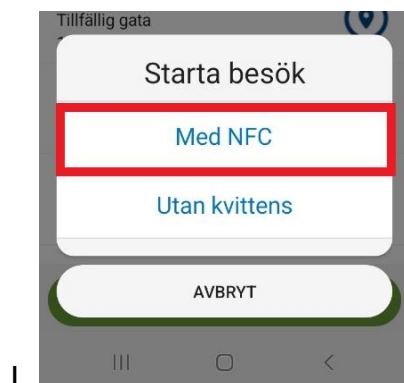 Tillfällig gata
Starta besök
Med NFC
Utan kvittens
AVBRYT